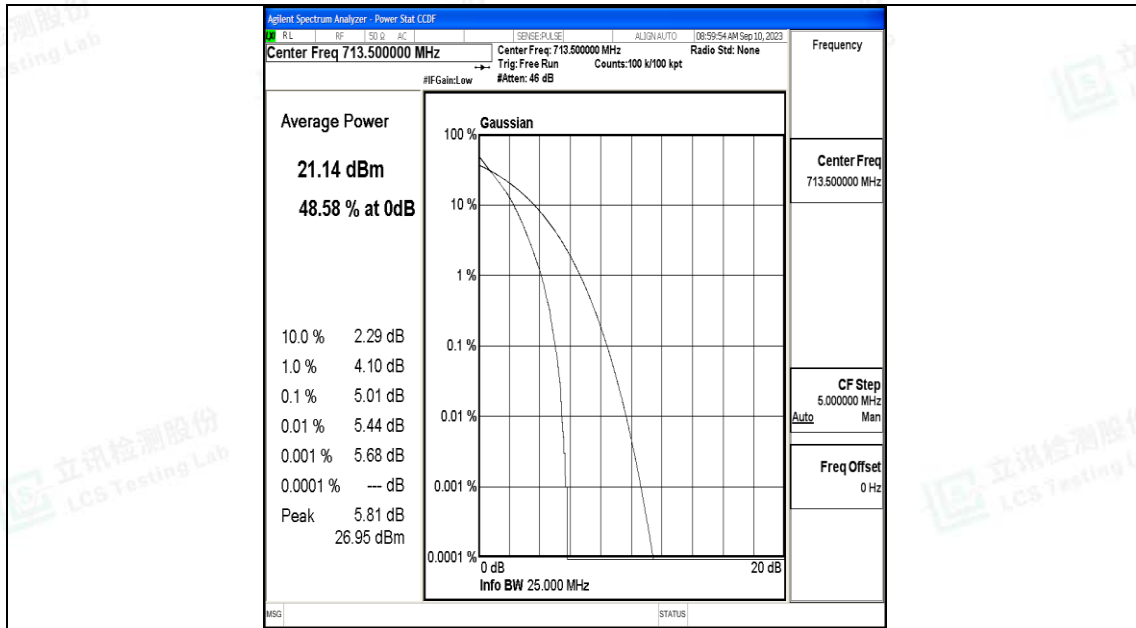 Agilent Spectrum Analyzer - Power Stat CCDF
RL RF 50 Ω AC SENSE:PULSE ALIGN AUTO 08:59:54 AM Sep 10, 2023
Center Freq 713.500000 MHz
Center Freq: 713.500000 MHz Radio Std: None
Trig: Free Run Counts:100 k/100 kpt
#IFGain:Low #Atten: 46 dB
Frequency
Average Power
21.14 dBm
48.58 % at 0dB
10.0 % 2.29 dB
1.0 % 4.10 dB
0.1 % 5.01 dB
0.01 % 5.44 dB
0.001 % 5.68 dB
0.0001 % --- dB
Peak 5.81 dB
26.95 dBm
Gaussian
100 %
10 %
1 %
0.1 %
0.01 %
0.001 %
0.0001 %
0 dB 20 dB
Info BW 25.000 MHz
Center Freq
713.500000 MHz
CF Step
5.000000 MHz
Auto Man
Freq Offset
0 Hz
MSG STATUS
立讯检测股份
LCS Testing Lab